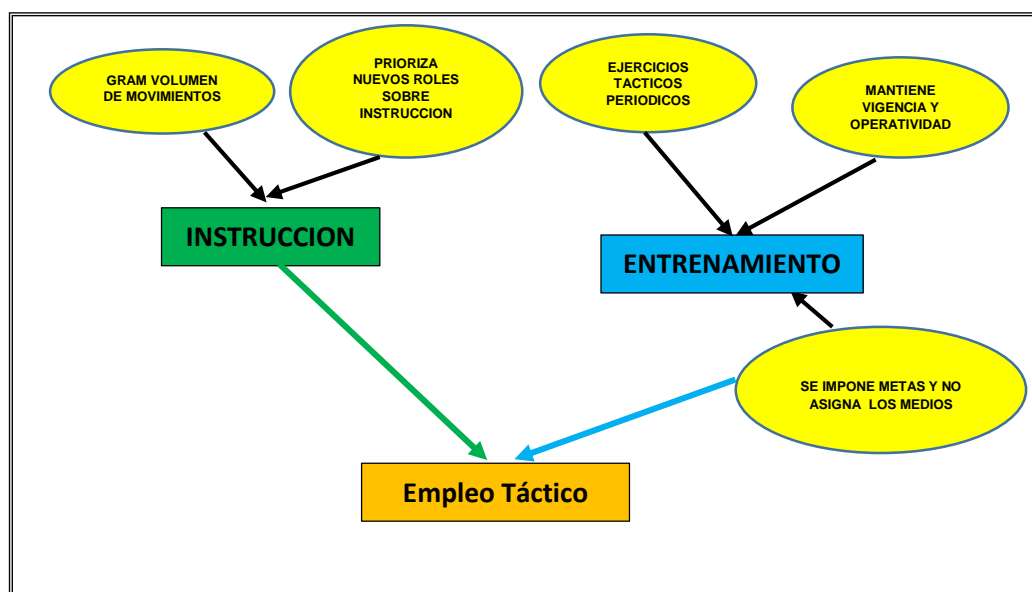 GRAM VOLUMEN
DE MOVIMIENTOS
PRIORIZA
NUEVOS ROLES
SOBRE
INSTRUCCION
EJERCICIOS
TACTICOS
PERIODICOS
MANTIENE
VIGENCIA Y
OPERATIVIDAD
INSTRUCCION
ENTRENAMIENTO
SE IMPONE METAS Y NO
ASIGNA LOS MEDIOS
Empleo Táctico